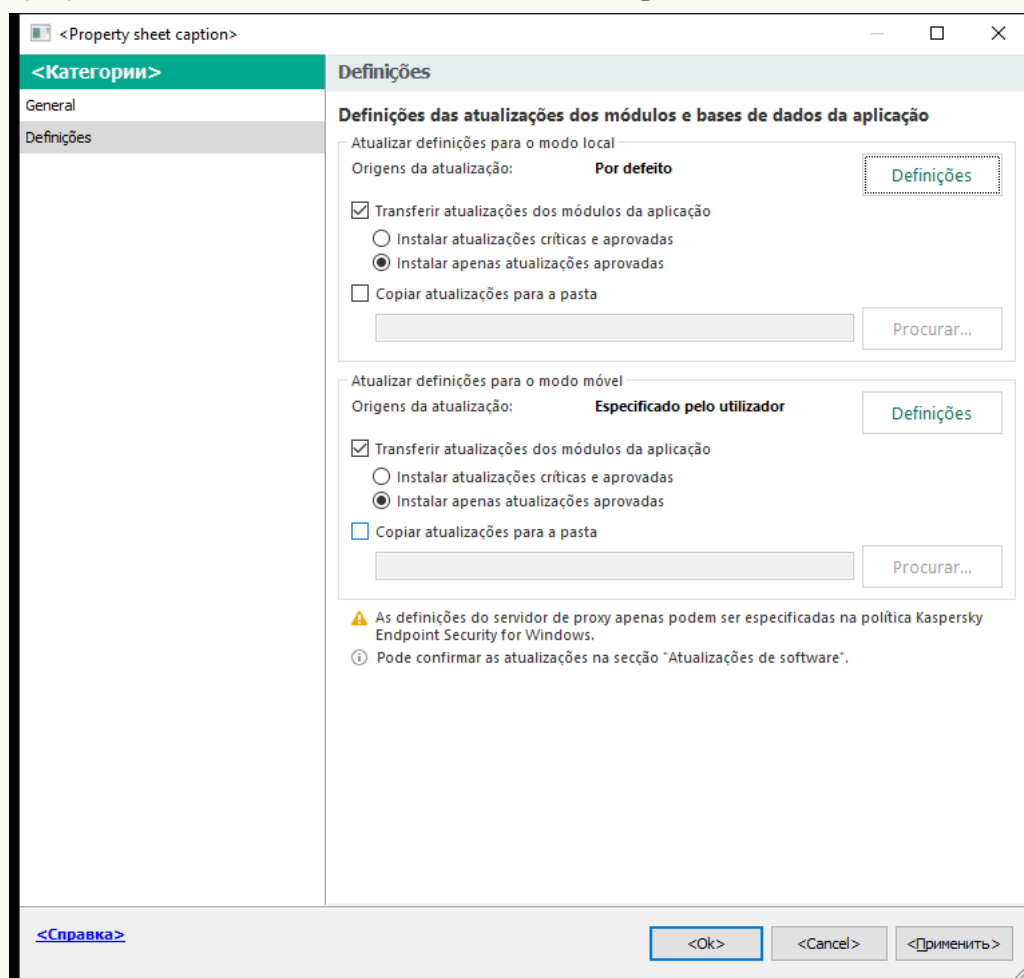 <Property sheet caption>
<Категории>
General
Definições
Definições
Definições das atualizações dos módulos e bases de dados da aplicação
Atualizar definições para o modo local
Origens da atualização: Por defeito Definições
Transferir atualizações dos módulos da aplicação
Instalar atualizações críticas e aprovadas
Instalar apenas atualizações aprovadas
Copiar atualizações para a pasta
Procurar...
Atualizar definições para o modo móvel
Origens da atualização: Especificado pelo utilizador Definições
Transferir atualizações dos módulos da aplicação
Instalar atualizações críticas e aprovadas
Instalar apenas atualizações aprovadas
Copiar atualizações para a pasta
Procurar...
As definições do servidor de proxy apenas podem ser especificadas na política Kaspersky
Endpoint Security for Windows.
Pode confirmar as atualizações na secção "Atualizações de software".
<Справка>
<Ok> <Cancel> <Применить>